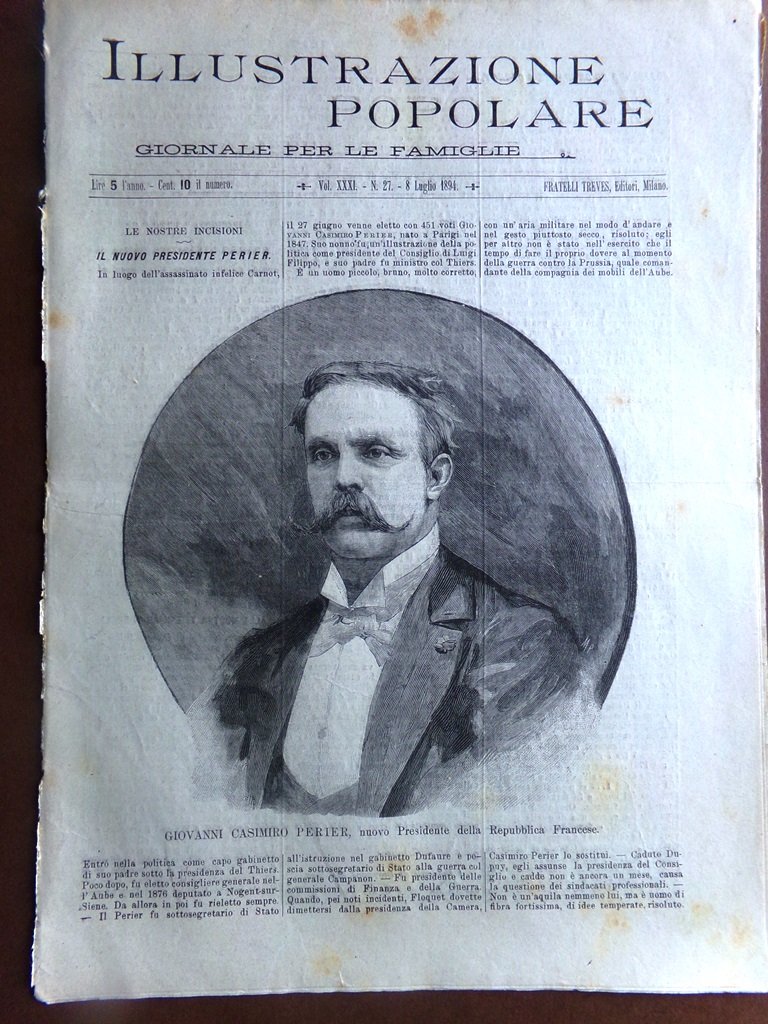 ILLUSTRAZIONE
POPOLARE
GIORNALE PER LE FAMIGLIE
Lire 5 l'anno. - Cent. 10 il numero.
Vol. XXXI. - N. 27. - 8 Luglio 1894.
FRATELLI TREVES, Editori, Milano.
LE NOSTRE INCISIONI
IL NUOVO PRESIDENTE PERIER.
In luogo dell'assassinato infelice Carnot,
il 27 giugno venne eletto con 451 voti Gio-
VANNI CASIMIRO PERIER, nato a Parigi nel
1847. Suo nonno fu un'illustrazione della po-
litica come presidente del Consiglio di Luigi
Filippo, e suo padre fu ministro col Thiers.
È un uomo piccolo, bruno, molto corretto,
con un'aria militare nel modo d'andare e
nel gesto piuttosto secco, risoluto; egli
per altro non è stato nell'esercito che il
tempo di fare il proprio dovere al momento
della guerra contro la Prussia, quale coman-
dante della compagnia dei mobili dell'Aube.
GIOVANNI CASIMIRO PERIER, nuovo Presidente della Repubblica Francese.
Entrò nella politica come capo gabinetto
di suo padre sotto la presidenza del Thiers.
Poco dopo, fu eletto consigliere generale nel-
l'Aube e nel 1876 deputato a Nogent-sur-
Siene. Da allora in poi fu rieletto sempre.
— Il Perier fu sottosegretario di Stato
all'istruzione nel gabinetto Dufaure e po-
scia sottosegretario di Stato alla guerra col
generale Campanon. — Fu presidente delle
commissioni di Finanza e della Guerra.
Quando, pei noti incidenti, Floquet dovette
dimettersi dalla presidenza della Camera,
Casimiro Perier lo sostituì. — Caduto Du-
puy, egli assunse la presidenza del Consi-
glio e cadde non è ancora un mese, causa
la questione dei sindacati professionali. —
Non è un'aquila nemmeno lui, ma è uomo di
fibra fortissima, di idee temperate, risoluto.